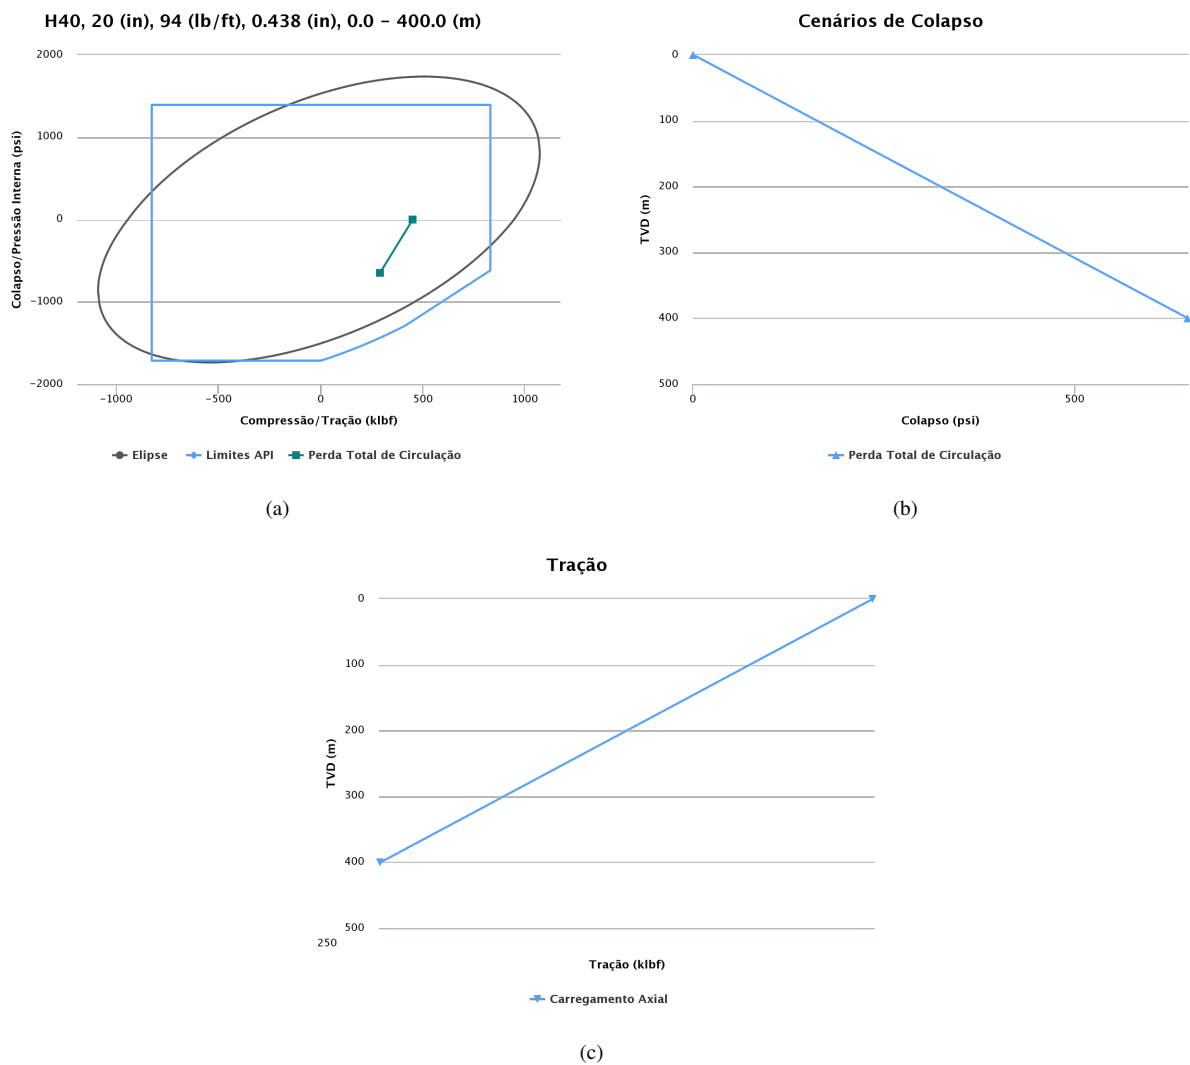 H40, 20 (in), 94 (lb/ft), 0.438 (in), 0.0 – 400.0 (m)
2000
1000
0
−1000
−2000
Colapso/Pressão Interna (psi)
−1000 −500 0 500 1000
Compressão/Tração (klbf)
Elipse Limites API Perda Total de Circulação
(a)
Cenários de Colapso
0
100
200
300
400
500
TVD (m)
0 500
Colapso (psi)
Perda Total de Circulação
(b)
Tração
0
100
200
300
400
500
TVD (m)
250
Tração (klbf)
Carregamento Axial
(c)